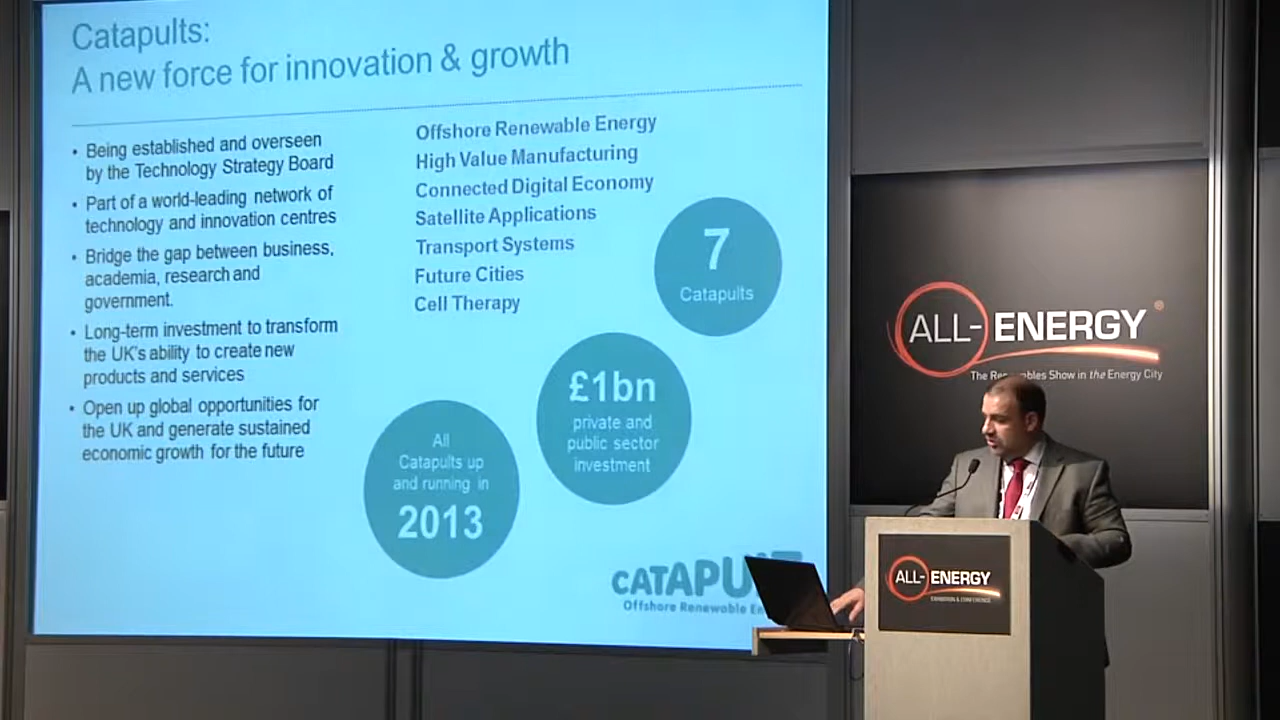 Catapults:
A new force for innovation & growth
• Being established and overseen
by the Technology Strategy Board
• Part of a world-leading network of
technology and innovation centres
• Bridge the gap between business,
academia, research and
government.
• Long-term investment to transform
the UK's ability to create new
products and services
• Open up global opportunities for
the UK and generate sustained
economic growth for the future
Offshore Renewable Energy
High Value Manufacturing
Connected Digital Economy
Satellite Applications
Transport Systems
Future Cities
Cell Therapy
7
Catapults
£1bn
private and
public sector
investment
All
Catapults up
and running in
2013
Offshore Renewable
ALL-ENERGY
The Show in the Energy City
ALL-ENERGY
EXHIBITION & CONFERENCE